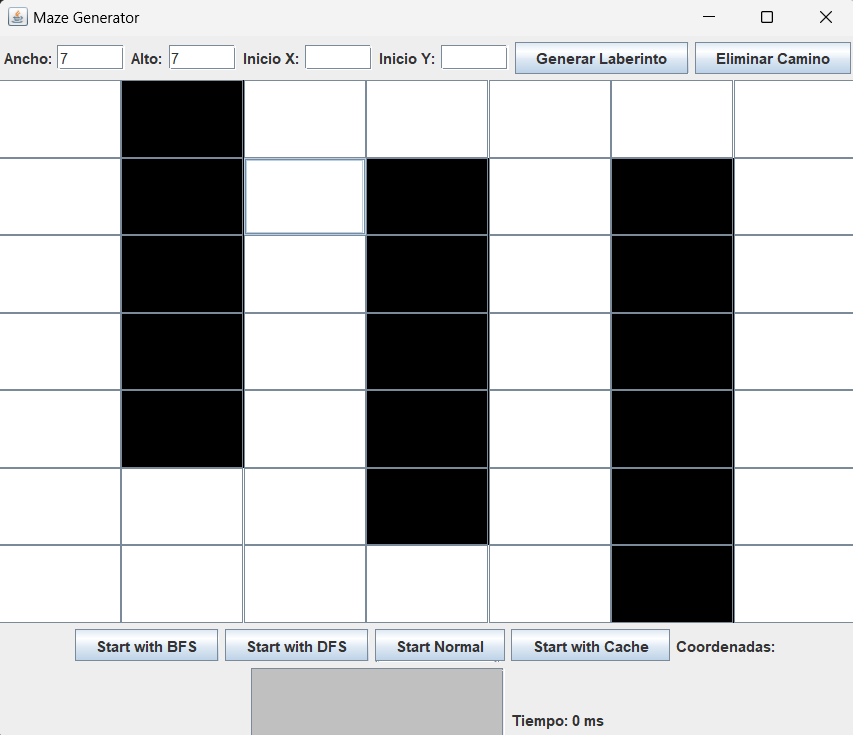 Maze Generator
Ancho: 7 Alto: 7 Inicio X: Inicio Y: Generar Laberinto Eliminar Camino
Start with BFS Start with DFS Start Normal Start with Cache Coordenadas:
Tiempo: 0 ms